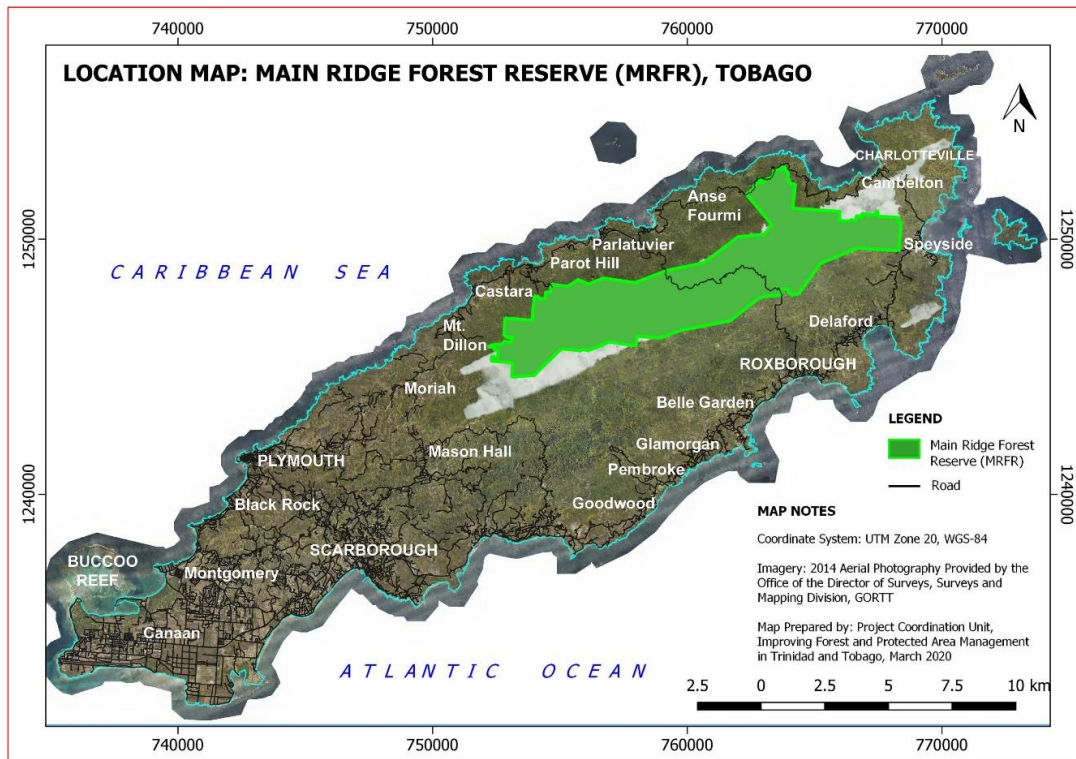 740000 750000 760000 770000
LOCATION MAP: MAIN RIDGE FOREST RESERVE (MRFR), TOBAGO
N
CHARLOTTEVILLE
Cambelton
Anse
Fourmi
1250000
1250000
Parlatuvier
Speyside
CARIBBEAN SEA
Parot Hill
Castara
Mt.
Dillon
Delaford
ROXBOROUGH
Moriah
Belle Garden
LEGEND
Main Ridge Forest
Reserve (MRFR)
Road
Glamorgan
Mason Hall
PLYMOUTH
Pembroke
1240000
1240000
Black Rock
Goodwood
MAP NOTES
Coordinate System: UTM Zone 20, WGS-84
Imagery: 2014 Aerial Photography Provided by the
Office of the Director of Surveys, Surveys and
Mapping Division, GORTT
Map Prepared by: Project Coordination Unit,
Improving Forest and Protected Area Management
in Trinidad and Tobago, March 2020
SCARBOROUGH
BUCCOO
REEF
Montgomery
Canaan
ATLANTIC OCEAN
2.5 0 2.5 5 7.5 10 km
740000 750000 760000 770000